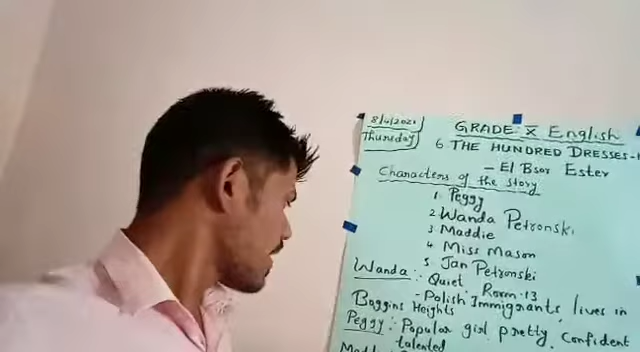 8/4/2021
Thursday
GRADE X English
6. THE HUNDRED DRESSES-I
- El Bsor Ester
Characters of the story
1. Peggy
2 Wanda Petronski
3 Maddie
4. Miss Mason
5 Jan Petronski
Wanda : Quiet, Room-13
- Polish Immigrants, lives in
Boggins Heights
Peggy : Popular girl, pretty, confident
talented